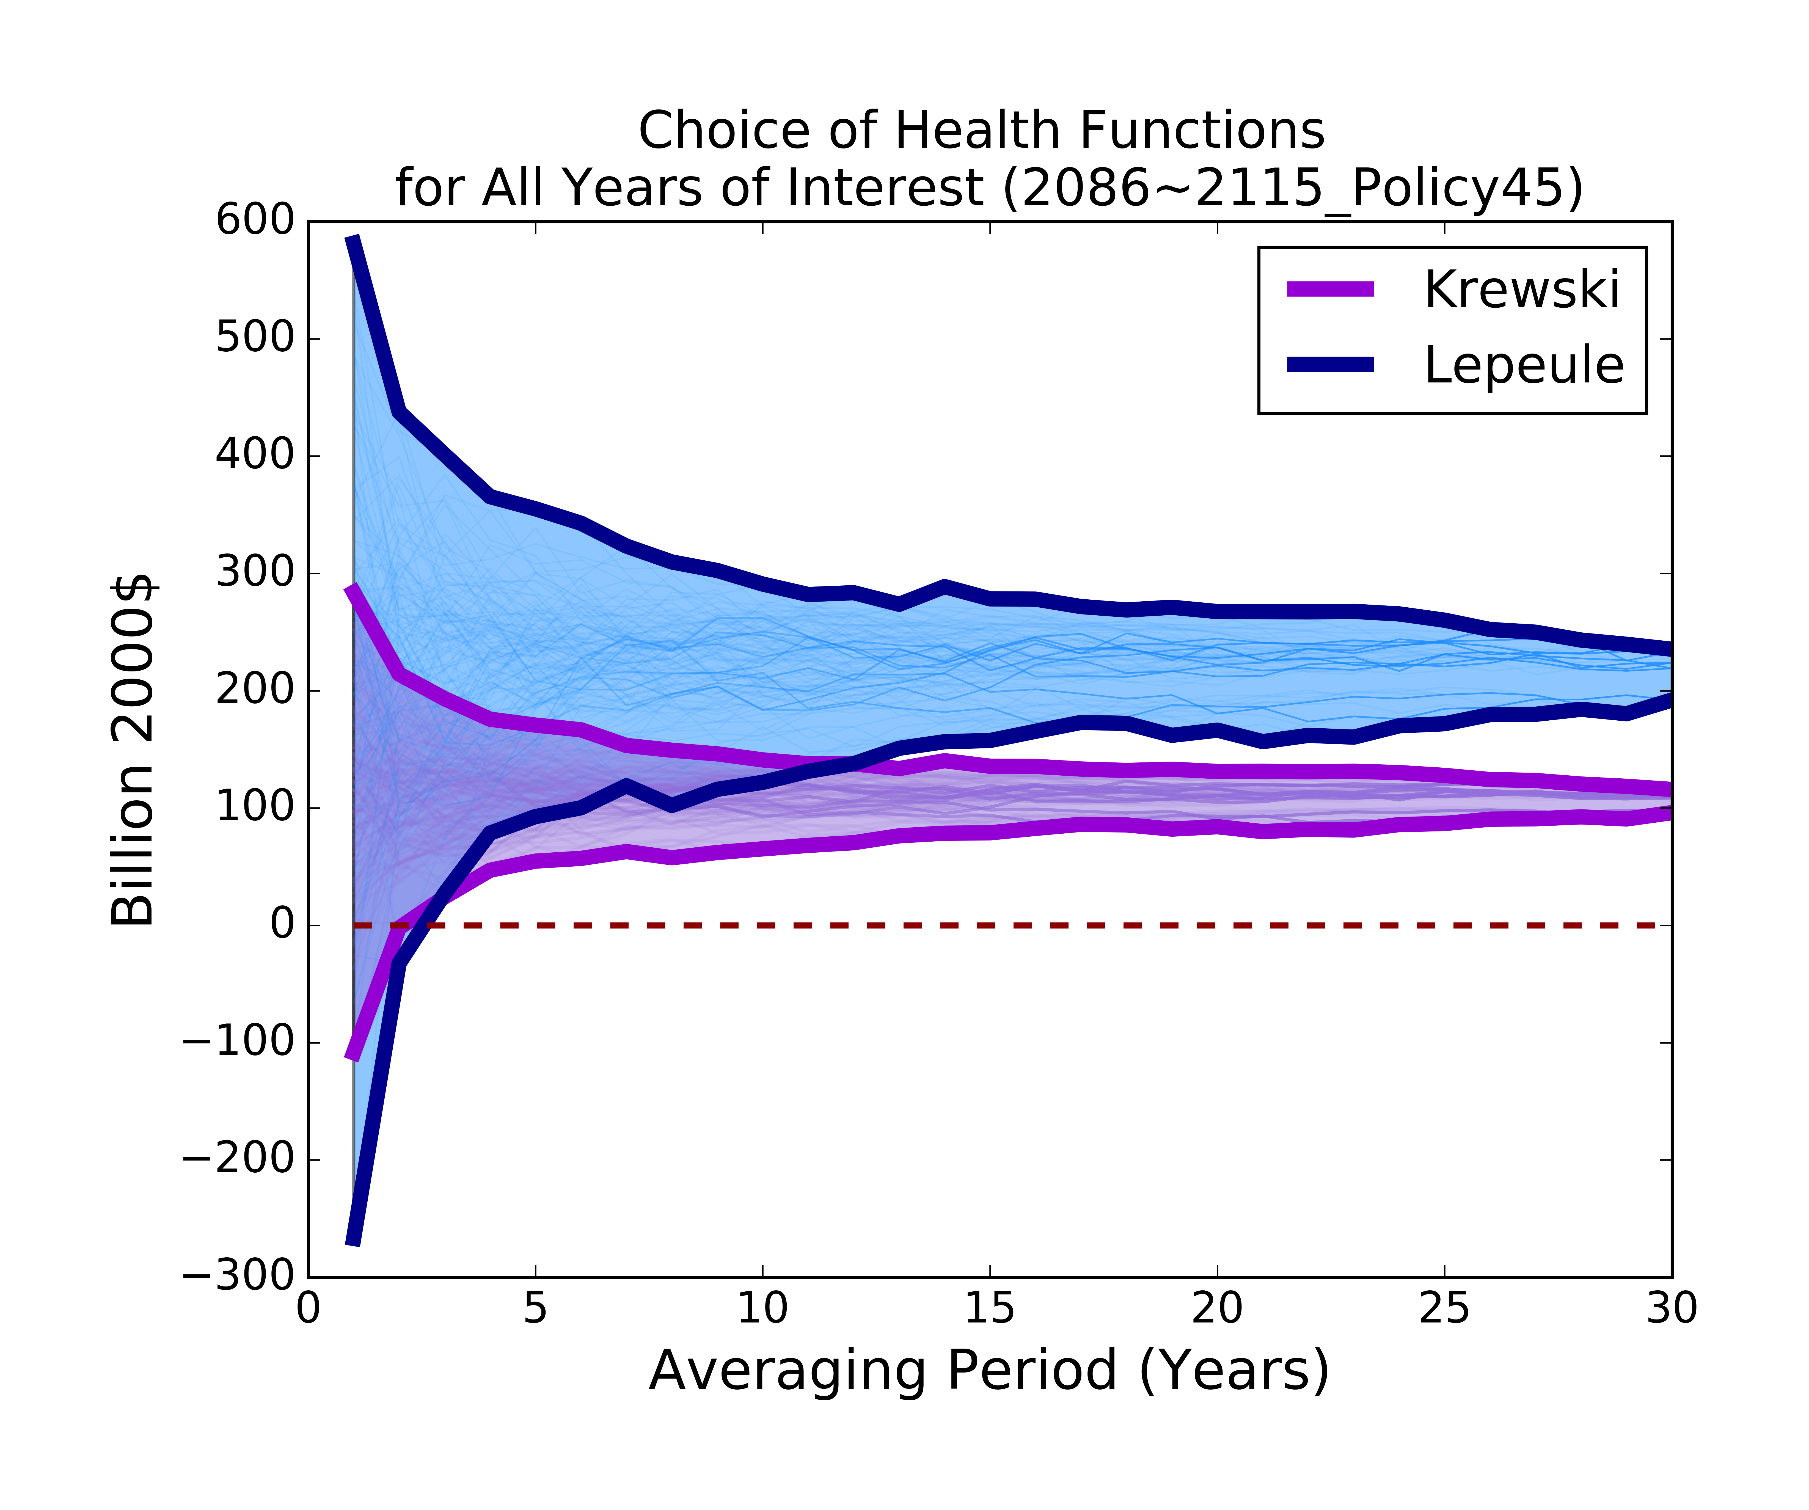 Choice of Health Functions
for All Years of Interest (2086~2115_Policy45)
600
500
400
300
200
100
0
−100
−200
−300
Billion 2000$
Krewski
Lepeule
0 5 10 15 20 25 30
Averaging Period (Years)